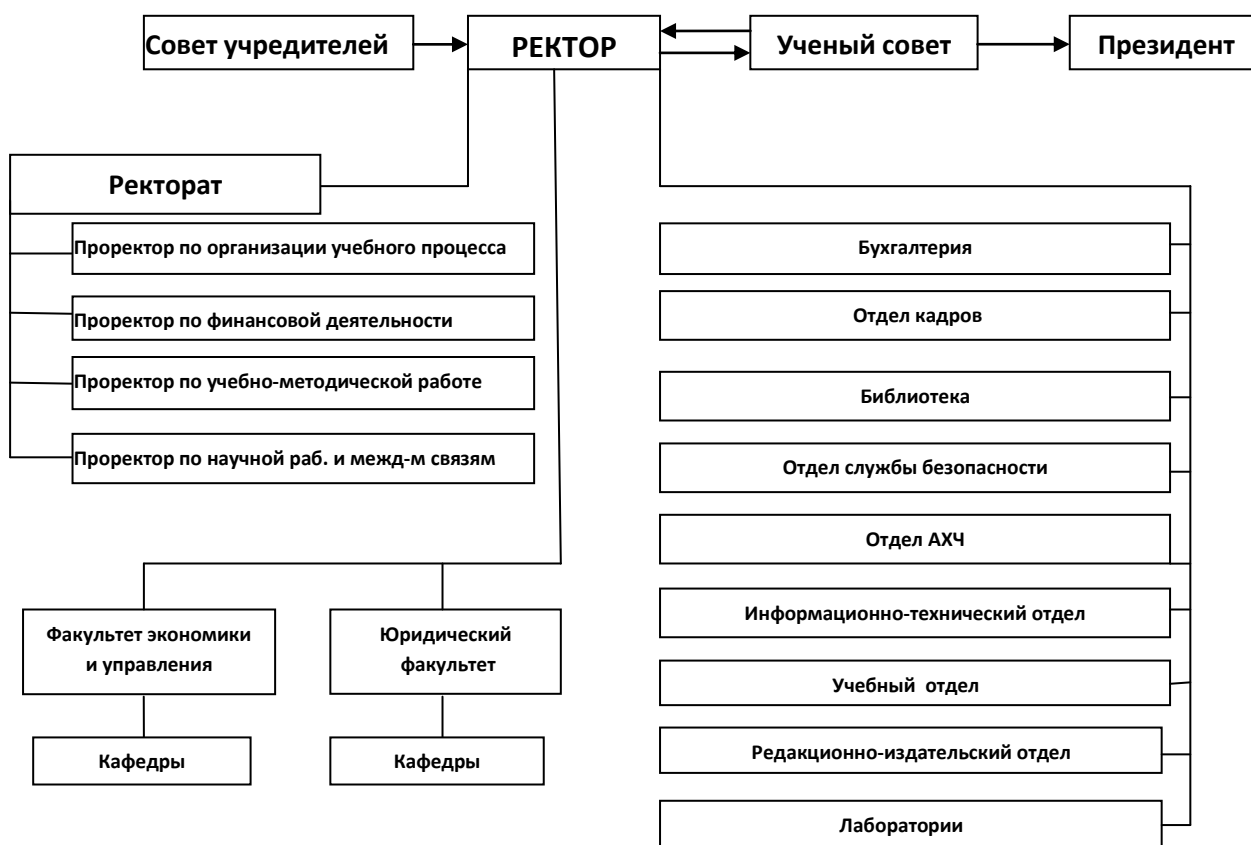 Совет учредителей
РЕКТОР
Ученый совет
Президент
Ректорат
Проректор по организации учебного процесса
Проректор по финансовой деятельности
Проректор по учебно-методической работе
Проректор по научной раб. и межд-м связям
Бухгалтерия
Отдел кадров
Библиотека
Отдел службы безопасности
Отдел АХЧ
Информационно-технический отдел
Учебный отдел
Редакционно-издательский отдел
Лаборатории
Факультет экономики
и управления
Юридический
факультет
Кафедры
Кафедры